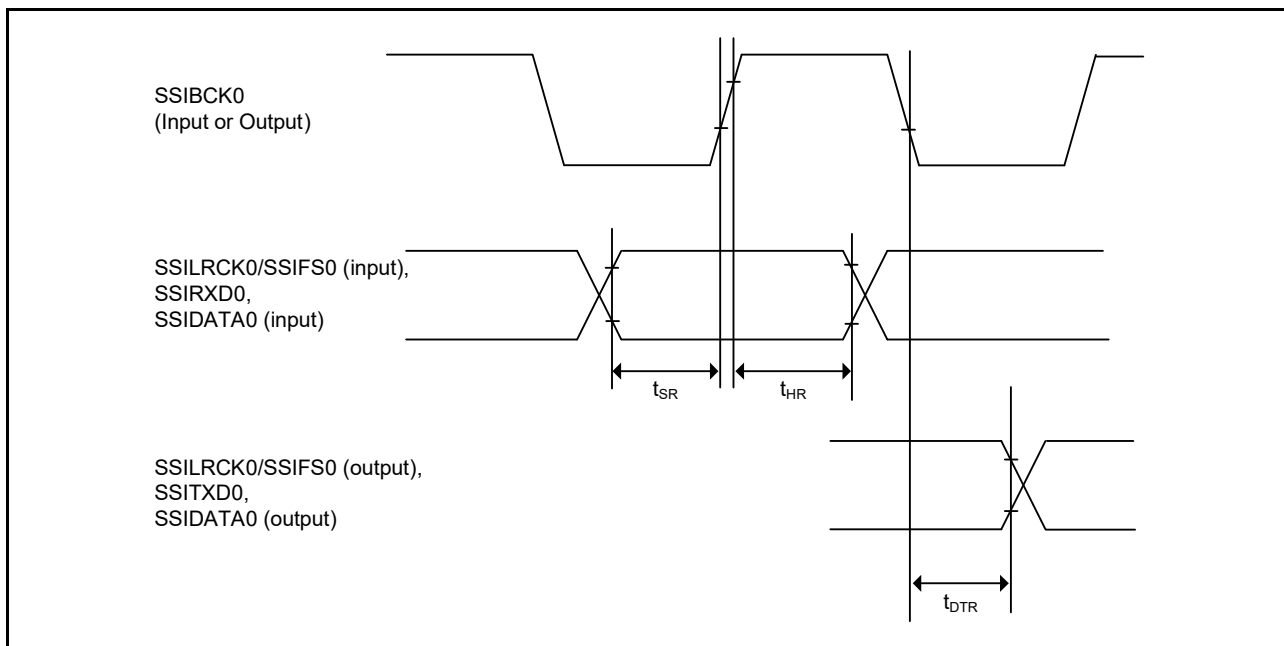 SSIBCK0
(Input or Output)
SSILRCK0/SSIFS0 (input),
SSIRXD0,
SSIDATA0 (input)
tSR
tHR
SSILRCK0/SSIFS0 (output),
SSITXD0,
SSIDATA0 (output)
tDTR